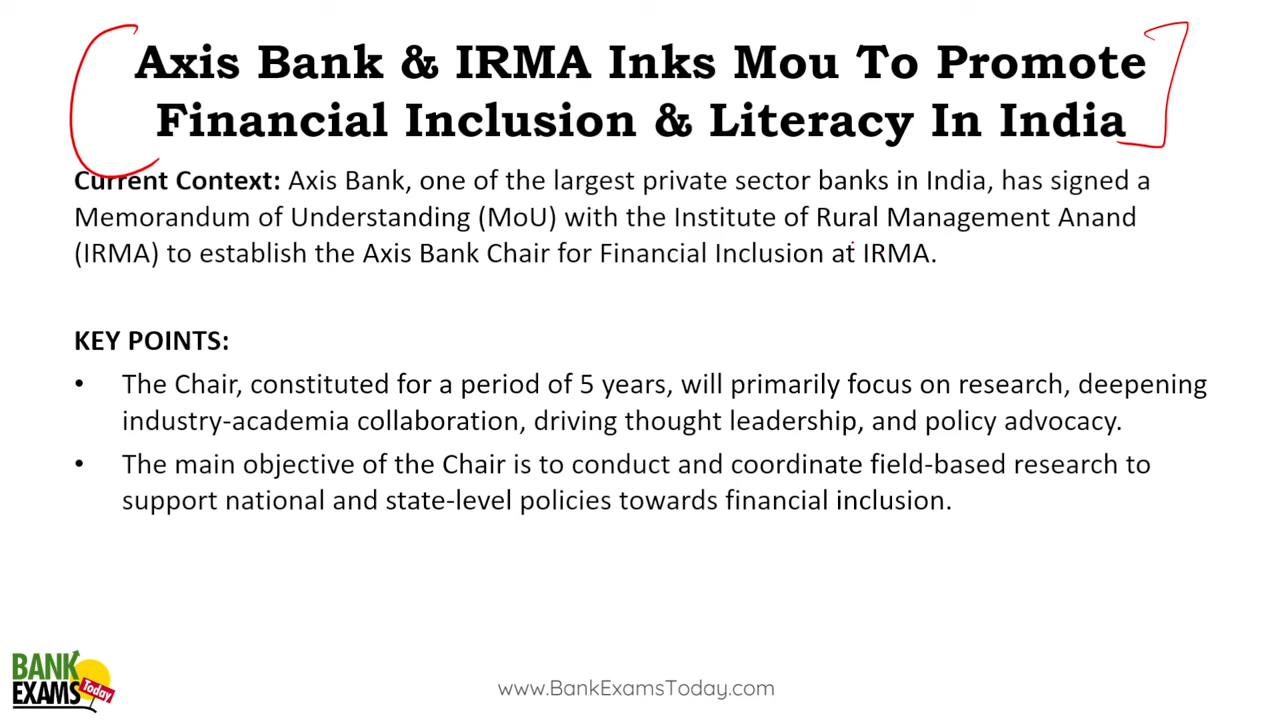 Axis Bank & IRMA Inks Mou To Promote
Financial Inclusion & Literacy In India
Current Context: Axis Bank, one of the largest private sector banks in India, has signed a
Memorandum of Understanding (MoU) with the Institute of Rural Management Anand
(IRMA) to establish the Axis Bank Chair for Financial Inclusion at IRMA.
KEY POINTS:
• The Chair, constituted for a period of 5 years, will primarily focus on research, deepening
industry-academia collaboration, driving thought leadership, and policy advocacy.
• The main objective of the Chair is to conduct and coordinate field-based research to
support national and state-level policies towards financial inclusion.
BANK
EXAMS
Today
www.BankExamsToday.com